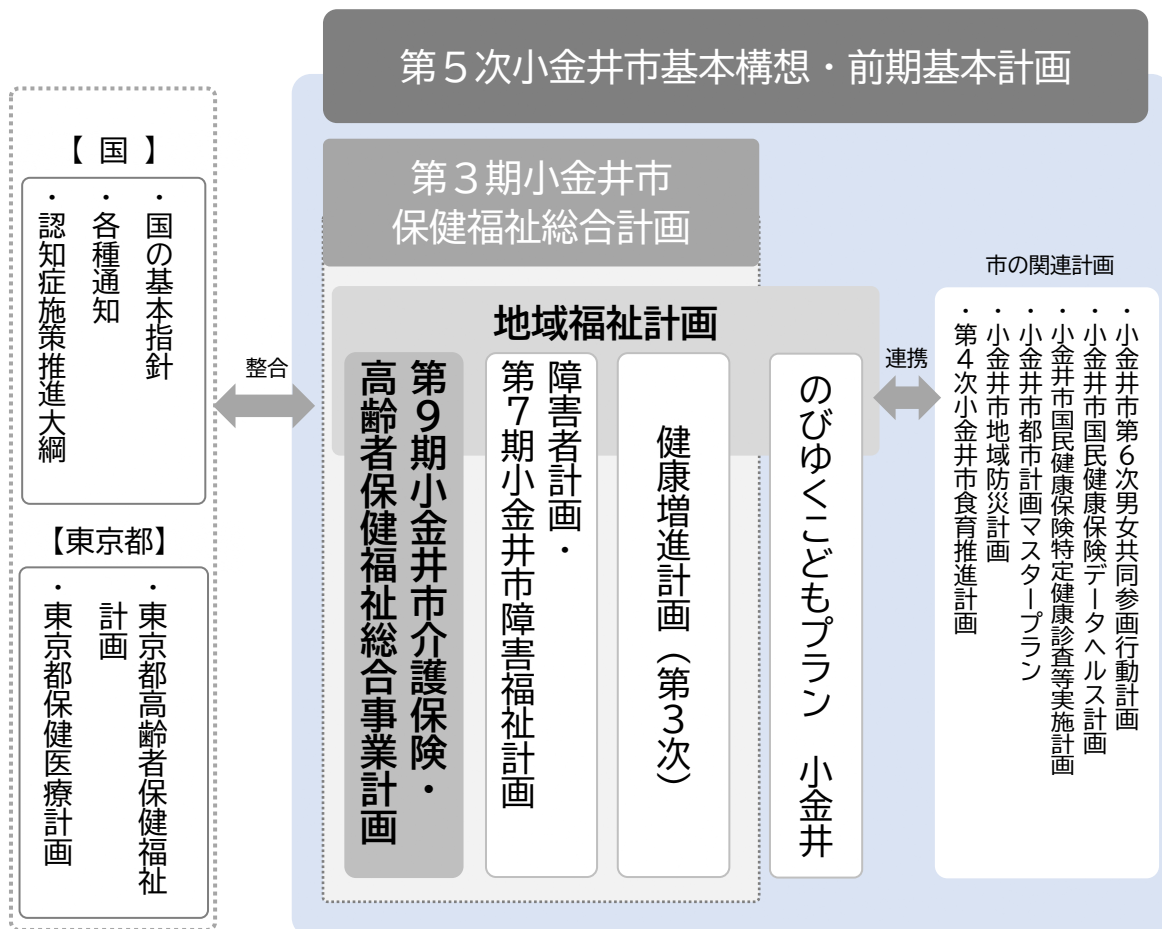 第５次小金井市基本構想・前期基本計画
【 国 】
・国の基本指針
・各種通知
・認知症施策推進大綱
【東京都】
・東京都高齢者保健福祉
計画
・東京都保健医療計画
整合
第３期小金井市
保健福祉総合計画
地域福祉計画
第９期小金井市介護保険・
高齢者保健福祉総合事業計画
障害者計画・
第７期小金井市障害福祉計画
健康増進計画（第３次）
のびゆくこどもプラン　小金井
連携
市の関連計画
・小金井市第６次男女共同参画行動計画
・小金井市国民健康保険データヘルス計画
・小金井市国民健康保険特定健康診査等実施計画
・小金井市都市計画マスタープラン
・小金井市地域防災計画
・第４次小金井市食育推進計画